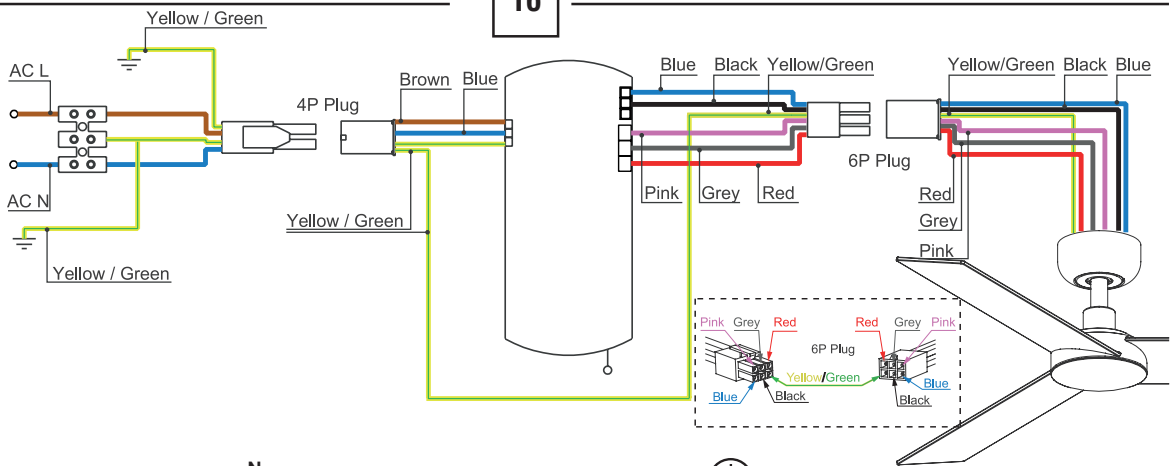 10
Yellow / Green
AC L
4P Plug
Brown
Blue
Blue
Black
Yellow/Green
Yellow/Green
Black
Blue
6P Plug
AC N
Yellow / Green
Yellow / Green
Pink
Grey
Red
Red
Grey
Pink
Pink
Grey
Red
Red
Grey
Pink
6P Plug
Yellow/Green
Blue
Black
Blue
Black
N